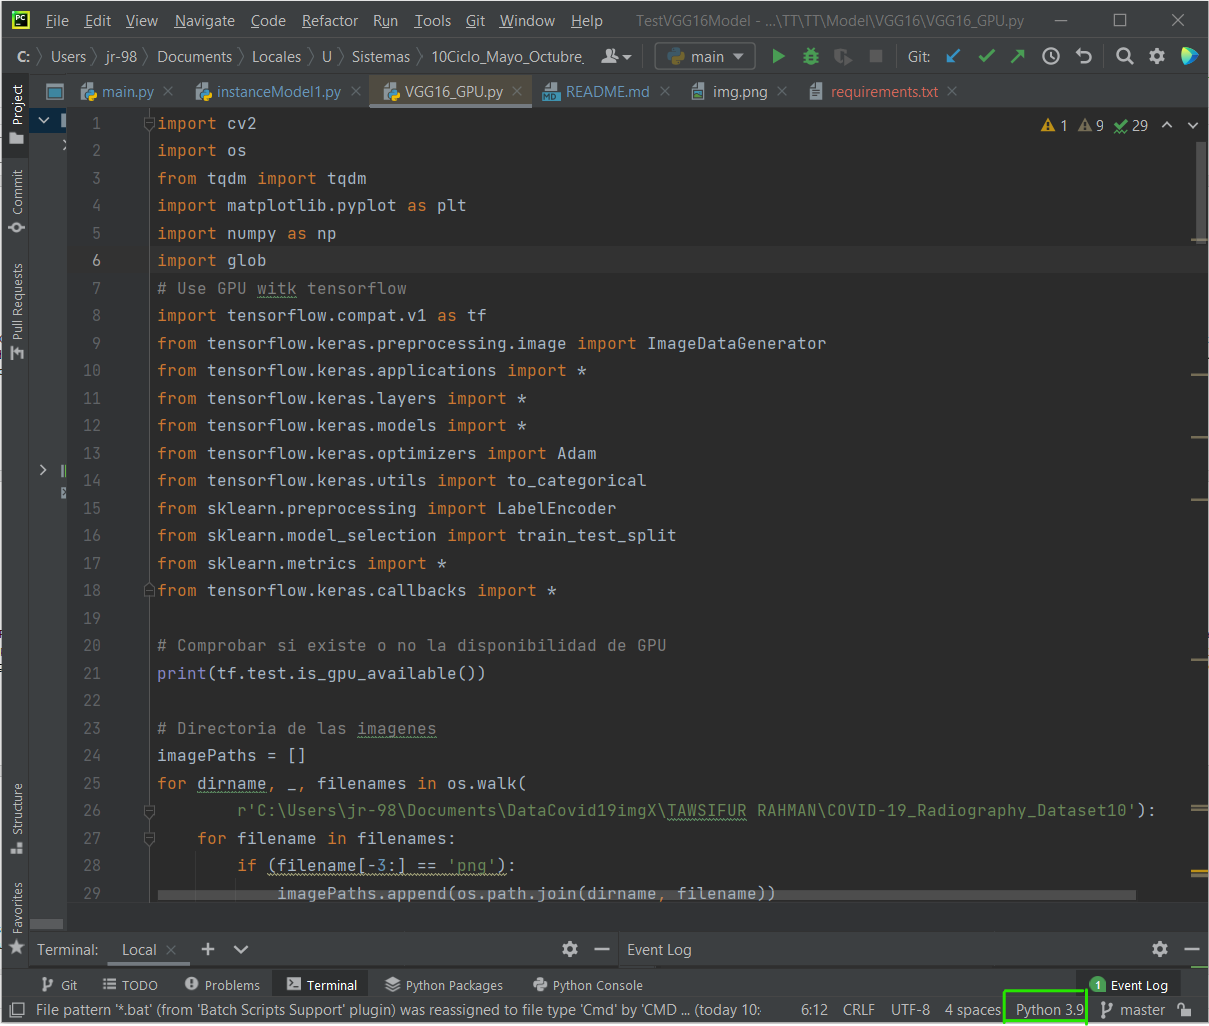 PC File Edit View Navigate Code Refactor Run Tools Git Window Help TestVGG16Model - ...\TT\TT\Model\VGG16\VGG16_GPU.py
C: Users jr-98 Documents Locales U Sistemas 10Ciclo_Mayo_Octubre main Git:
main.py instanceModel1.py VGG16_GPU.py README.md img.png requirements.txt
Project
Commit
Pull Requests
Structure
Favorites
1 9 29
1 import cv2
2 import os
3 from tqdm import tqdm
4 import matplotlib.pyplot as plt
5 import numpy as np
6 import glob
7 # Use GPU witk tensorflow
8 import tensorflow.compat.v1 as tf
9 from tensorflow.keras.preprocessing.image import ImageDataGenerator
10 from tensorflow.keras.applications import *
11 from tensorflow.keras.layers import *
12 from tensorflow.keras.models import *
13 from tensorflow.keras.optimizers import Adam
14 from tensorflow.keras.utils import to_categorical
15 from sklearn.preprocessing import LabelEncoder
16 from sklearn.model_selection import train_test_split
17 from sklearn.metrics import *
18 from tensorflow.keras.callbacks import *
19
20 # Comprobar si existe o no la disponibilidad de GPU
21 print(tf.test.is_gpu_available())
22
23 # Directoria de las imagenes
24 imagePaths = []
25 for dirname, _, filenames in os.walk(
26 r'C:\Users\jr-98\Documents\DataCovid19imgX\TAWSIFUR RAHMAN\COVID-19_Radiography_Dataset10'):
27 for filename in filenames:
28 if (filename[-3:] == 'png'):
29 imagePaths.append(os.path.join(dirname, filename))
Terminal: Local Event Log
Git TODO Problems Terminal Python Packages Python Console 1 Event Log
File pattern '*.bat' (from 'Batch Scripts Support' plugin) was reassigned to file type 'Cmd' by 'CMD ... (today 10: 6:12 CRLF UTF-8 4 spaces Python 3.9 master